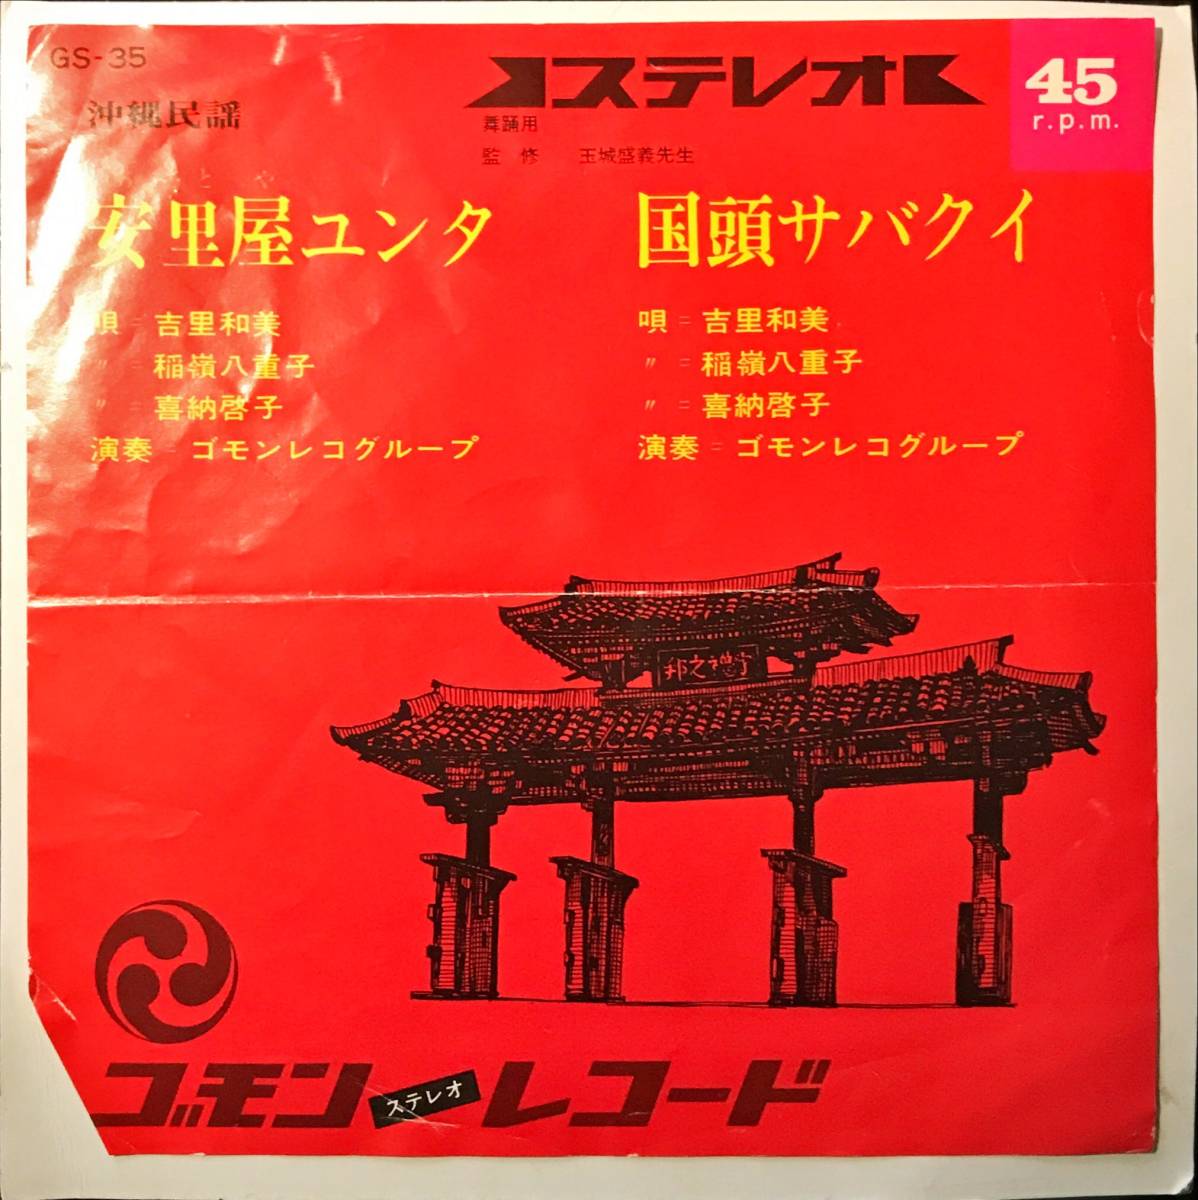 GS-35
沖縄民謡
ステレオ
45
r.p.m.
舞踊用
監修 玉城盛義先生
さとや
安里屋ユンタ
唄=吉里和美
〃=稲嶺八重子
〃=喜納啓子
演奏=ゴモンレコグループ
国頭サバクイ
唄=吉里和美
〃=稲嶺八重子
〃=喜納啓子
演奏=ゴモンレコグループ
守禮之邦
ゴモンレコード
ステレオ